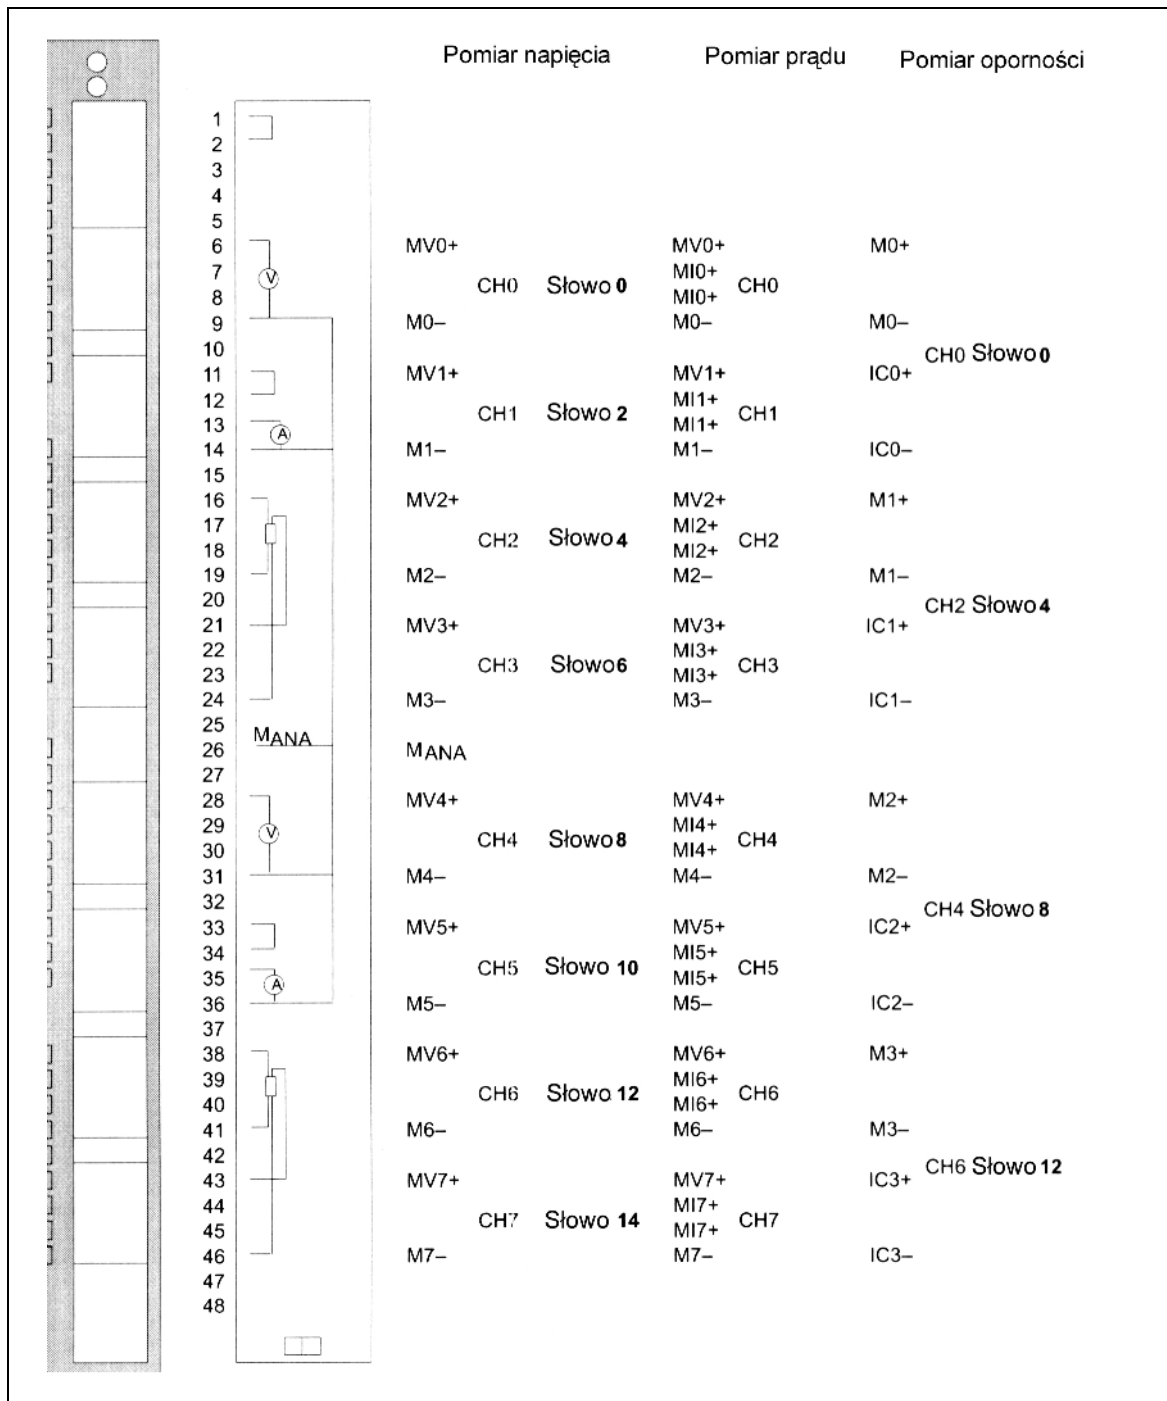 Pomiar napięcia Pomiar prądu Pomiar oporności
1
2
3
4
5
6 MV0+ MV0+ M0+
7 V MI0+
CH0 Słowo 0 CH0
8 MI0+
9 M0– M0– M0–
10 CH0 Słowo 0
11 MV1+ MV1+ IC0+
12 MI1+
CH1 Słowo 2 CH1
13 A MI1+
14 M1– M1– IC0–
15
16 MV2+ MV2+ M1+
17 MI2+
CH2 Słowo 4 CH2
18 MI2+
19 M2– M2– M1–
20 CH2 Słowo 4
21 MV3+ MV3+ IC1+
22 MI3+
CH3 Słowo 6 CH3
23 MI3+
24 M3– M3– IC1–
25
26 MANA MANA
27
28 MV4+ MV4+ M2+
29 V MI4+
CH4 Słowo 8 CH4
30 MI4+
31 M4– M4– M2–
32 CH4 Słowo 8
33 MV5+ MV5+ IC2+
34 MI5+
CH5 Słowo 10 CH5
35 A MI5+
36 M5– M5– IC2–
37
38 MV6+ MV6+ M3+
39 MI6+
CH6 Słowo 12 CH6
40 MI6+
41 M6– M6– M3–
42 CH6 Słowo 12
43 MV7+ MV7+ IC3+
44 MI7+
CH7 Słowo 14 CH7
45 MI7+
46 M7– M7– IC3–
47
48